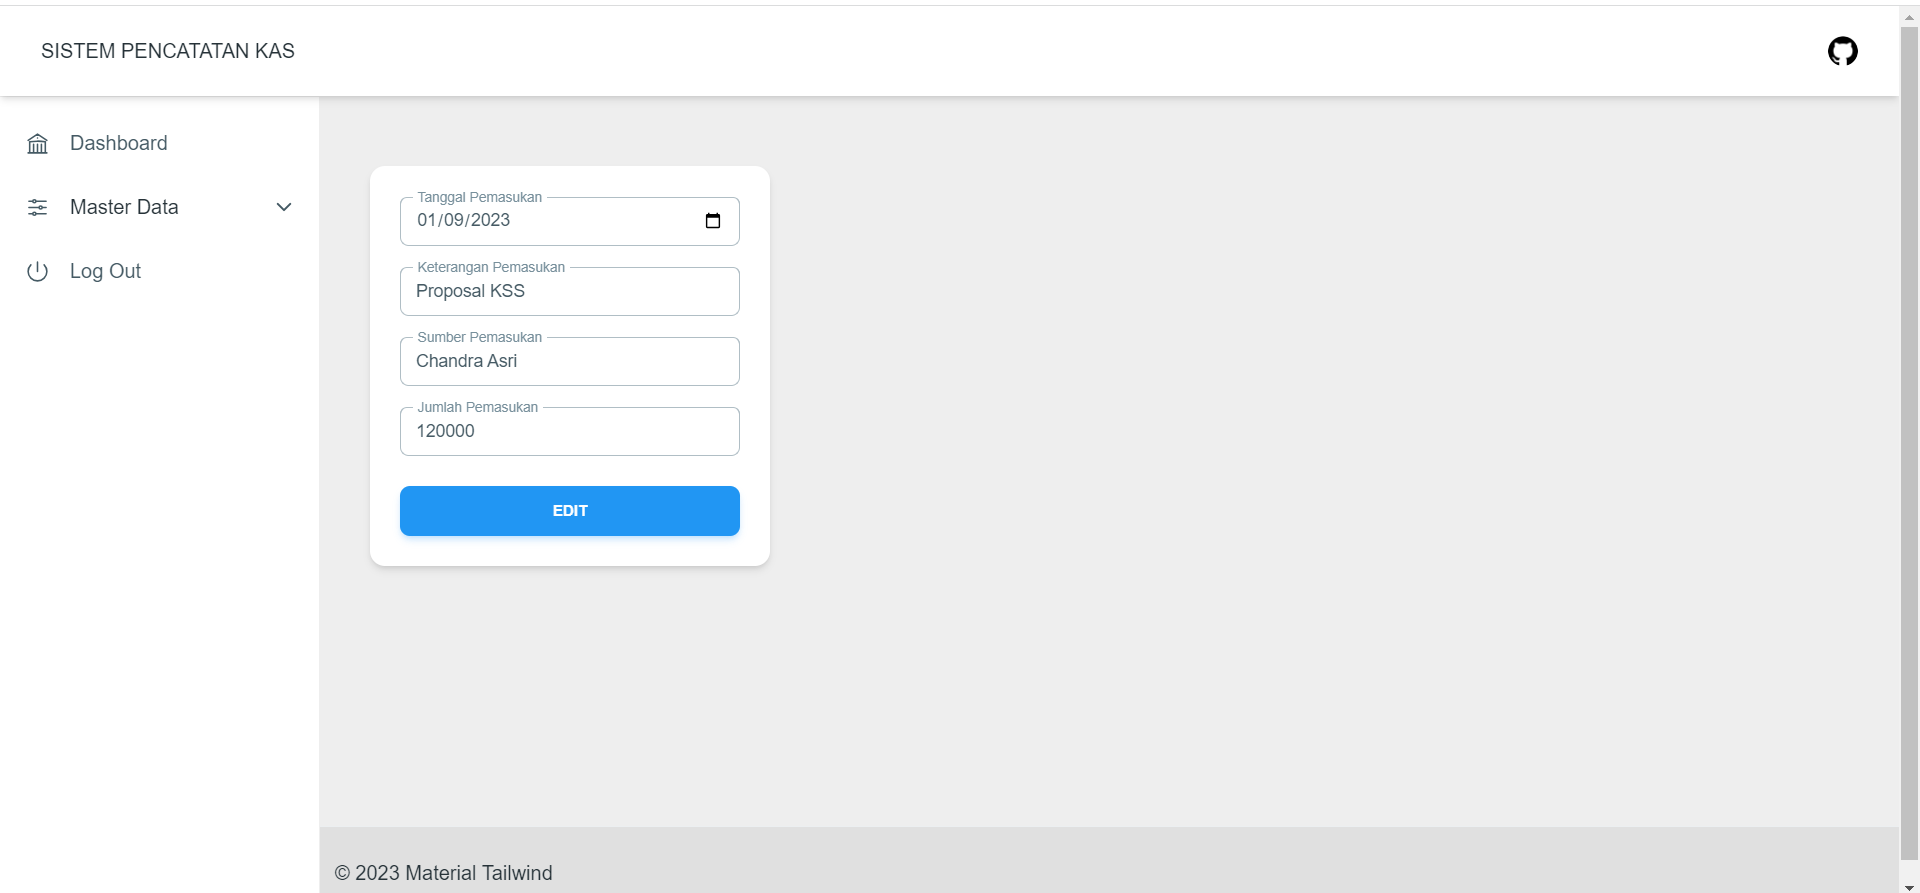 SISTEM PENCATATAN KAS
Dashboard
Master Data
Log Out
Tanggal Pemasukan
01/09/2023
Keterangan Pemasukan
Proposal KSS
Sumber Pemasukan
Chandra Asri
Jumlah Pemasukan
120000
EDIT
© 2023 Material Tailwind